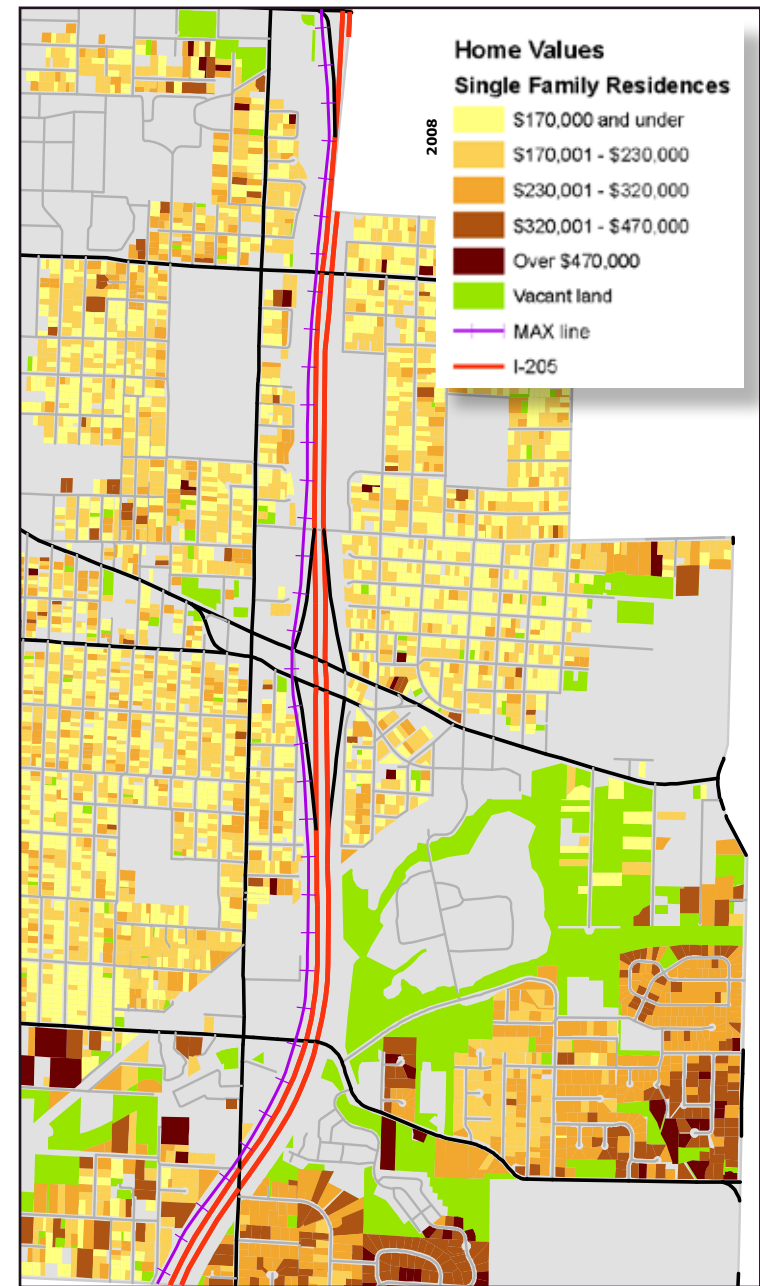 Home Values
Single Family Residences
2008
$170,000 and under
$170,001 - $230,000
$230,001 - $320,000
$320,001 - $470,000
Over $470,000
Vacant land
MAX line
I-205